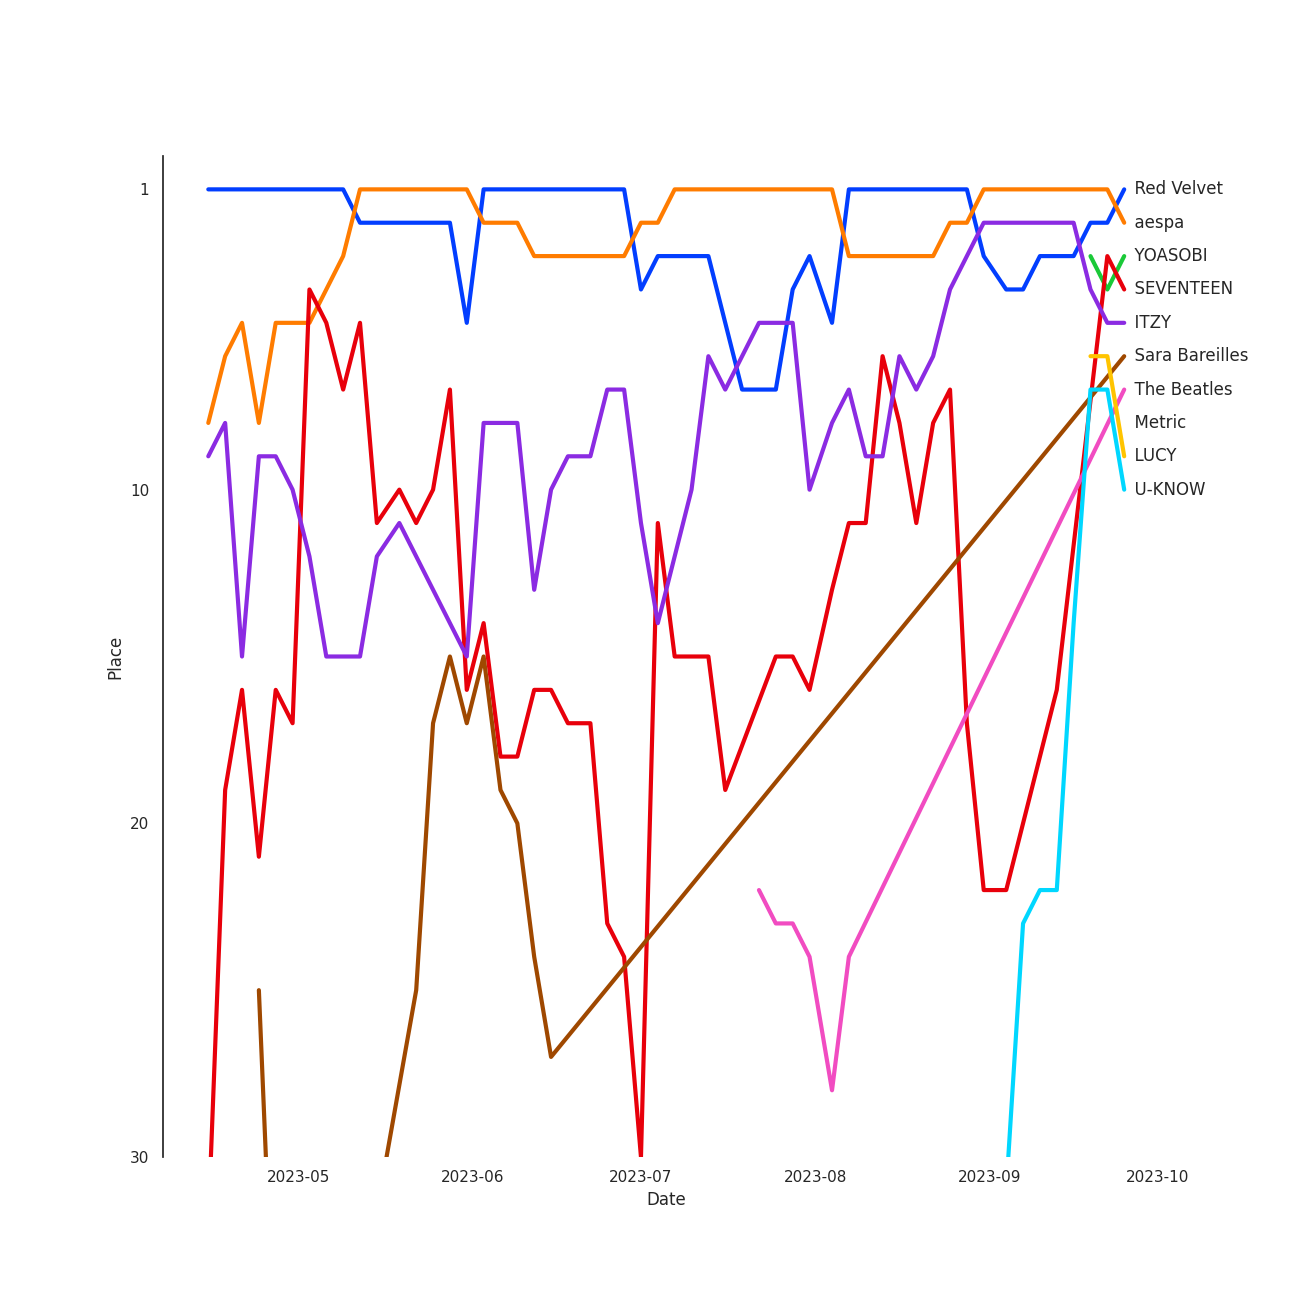 1
10
20
30
Place
2023-05
2023-06
2023-07
2023-08
2023-09
2023-10
Date
Red Velvet
aespa
YOASOBI
SEVENTEEN
ITZY
Sara Bareilles
The Beatles
Metric
LUCY
U-KNOW